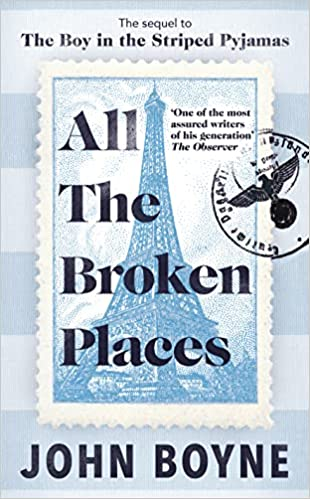 The sequel to
The Boy in the Striped Pyjamas
All
The
Broken
Places
'One of the most
assured writers
of his generation'
The Observer
JOHN BOYNE